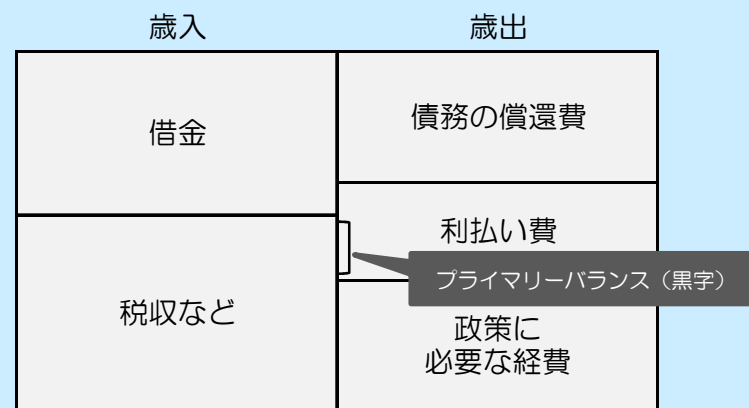 歳入
歳出
借金
債務の償還費
利払い費
プライマリーバランス（黒字）
税収など
政策に
必要な経費